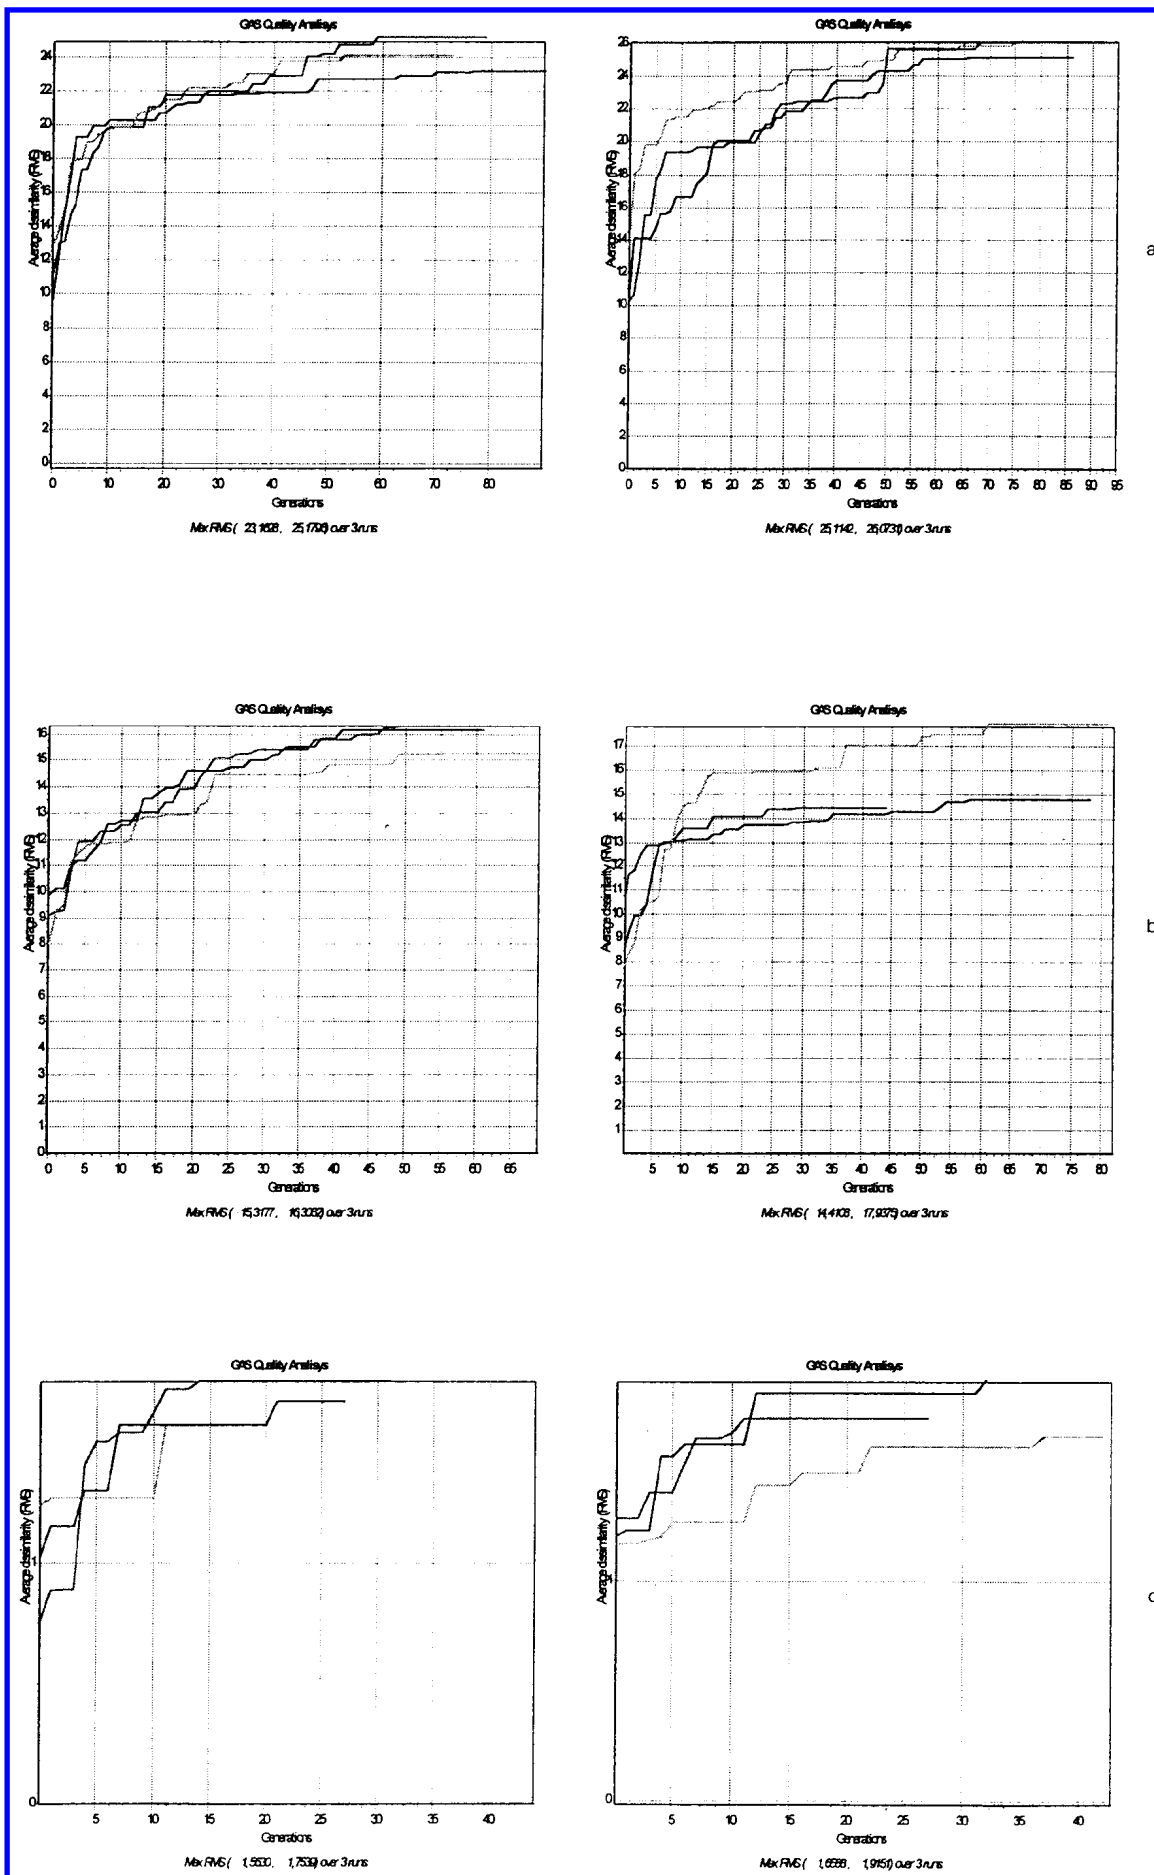 GAS Quality Analisys
GAS Quality Analisys
Average dissimilarity (RMS)
24
22
20
18
16
14
12
10
8
6
4
2
0
0 10 20 30 40 50 60 70 80
Generations
Max RMS ( 23,1698, 25,1796) over 3 runs
Average dissimilarity (RMS)
26
24
22
20
18
16
14
12
10
8
6
4
2
0
0 5 10 15 20 25 30 35 40 45 50 55 60 65 70 75 80 85 90 95
Generations
Max RMS ( 25,1142, 26,0731) over 3 runs
a
GAS Quality Analisys
GAS Quality Analisys
Average dissimilarity (RMS)
16
15
14
13
12
11
10
9
8
7
6
5
4
3
2
1
0
0 5 10 15 20 25 30 35 40 45 50 55 60 65
Generations
Max RMS ( 15,3177, 16,3082) over 3 runs
Average dissimilarity (RMS)
17
16
15
14
13
12
11
10
9
8
7
6
5
4
3
2
1
5 10 15 20 25 30 35 40 45 50 55 60 65 70 75 80
Generations
Max RMS ( 14,4108, 17,9375) over 3 runs
b
GAS Quality Analisys
GAS Quality Analisys
Average dissimilarity (RMS)
1
0
5 10 15 20 25 30 35 40
Generations
Max RMS ( 1,5630, 1,7539) over 3 runs
Average dissimilarity (RMS)
1
0
5 10 15 20 25 30 35 40
Generations
Max RMS ( 1,6588, 1,9151) over 3 runs